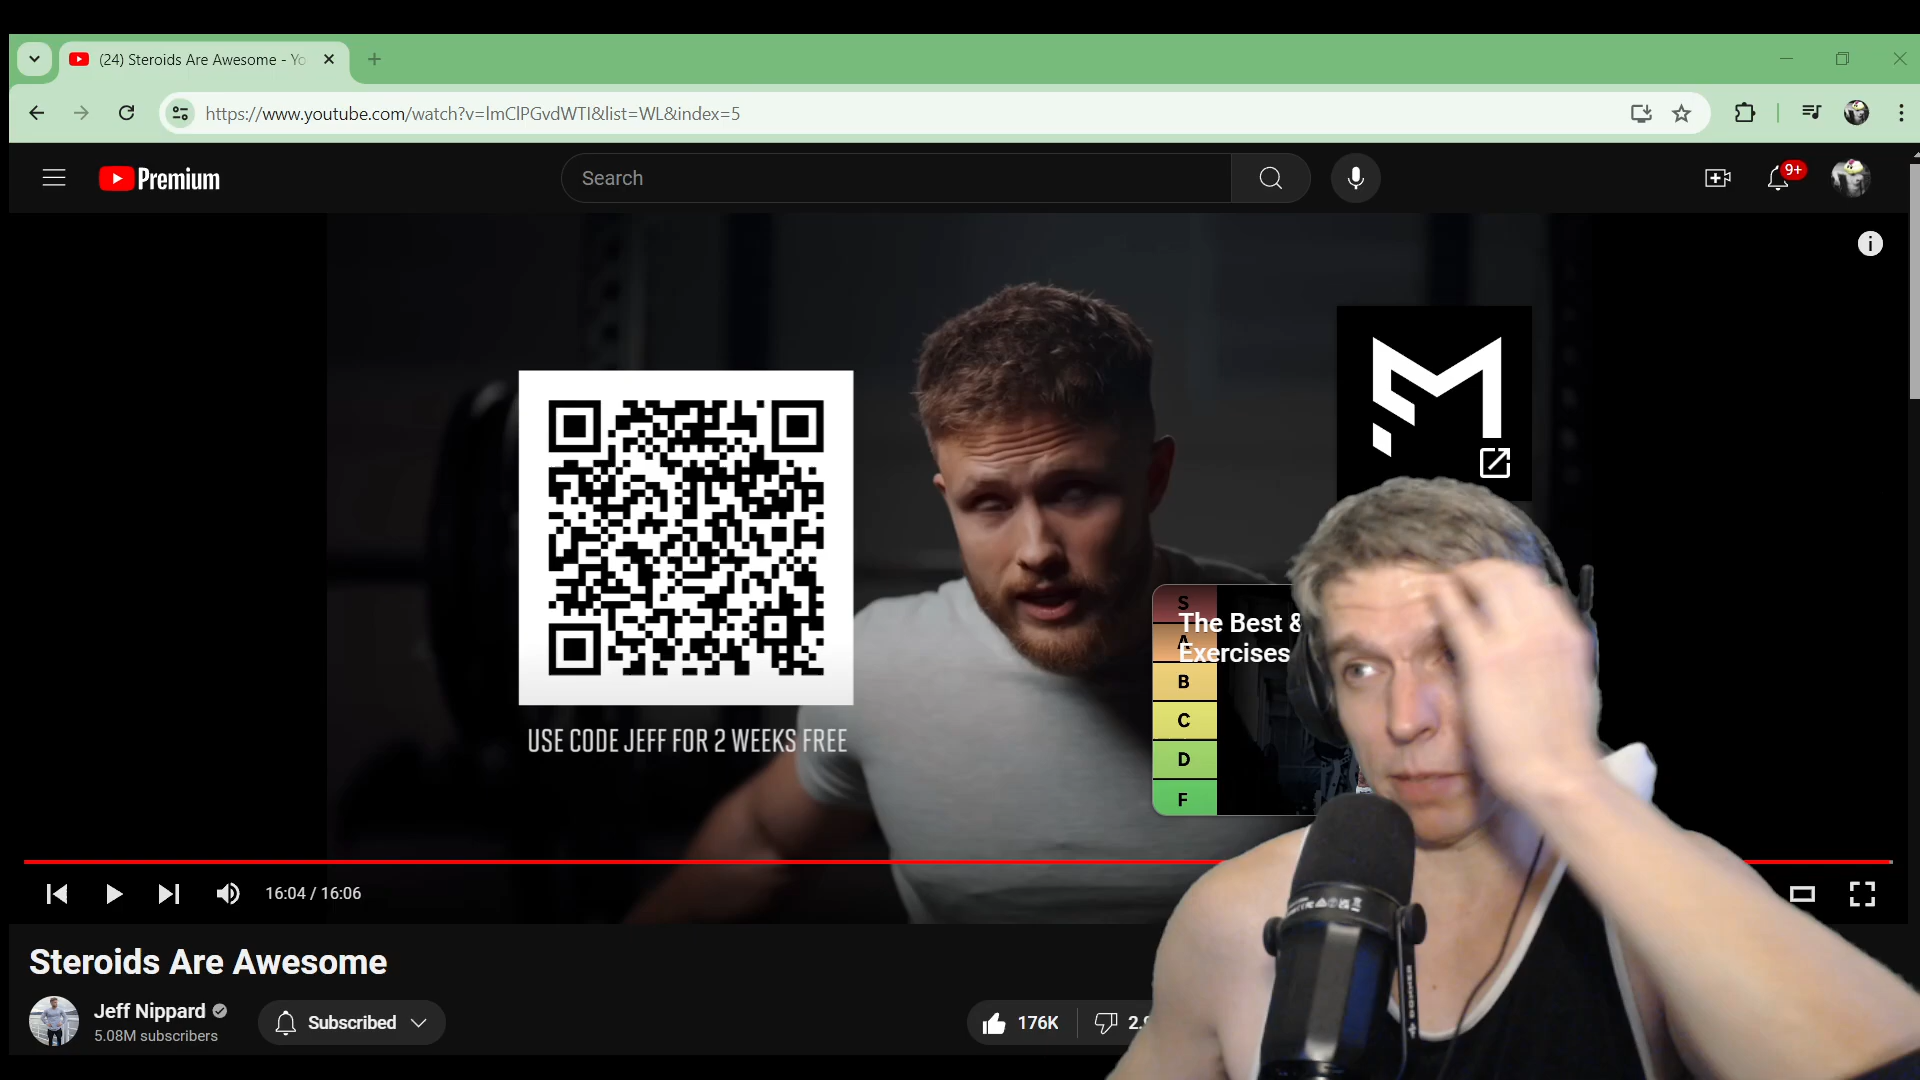 (24) Steroids Are Awesome - Yo
https://www.youtube.com/watch?v=lmClPGvdWTI&list=WL&index=5
Premium
Search
9+
USE CODE JEFF FOR 2 WEEKS FREE
S
The Best &
A
Exercises
B
C
D
F
16:04 / 16:06
Steroids Are Awesome
Jeff Nippard
5.08M subscribers
Subscribed
176K